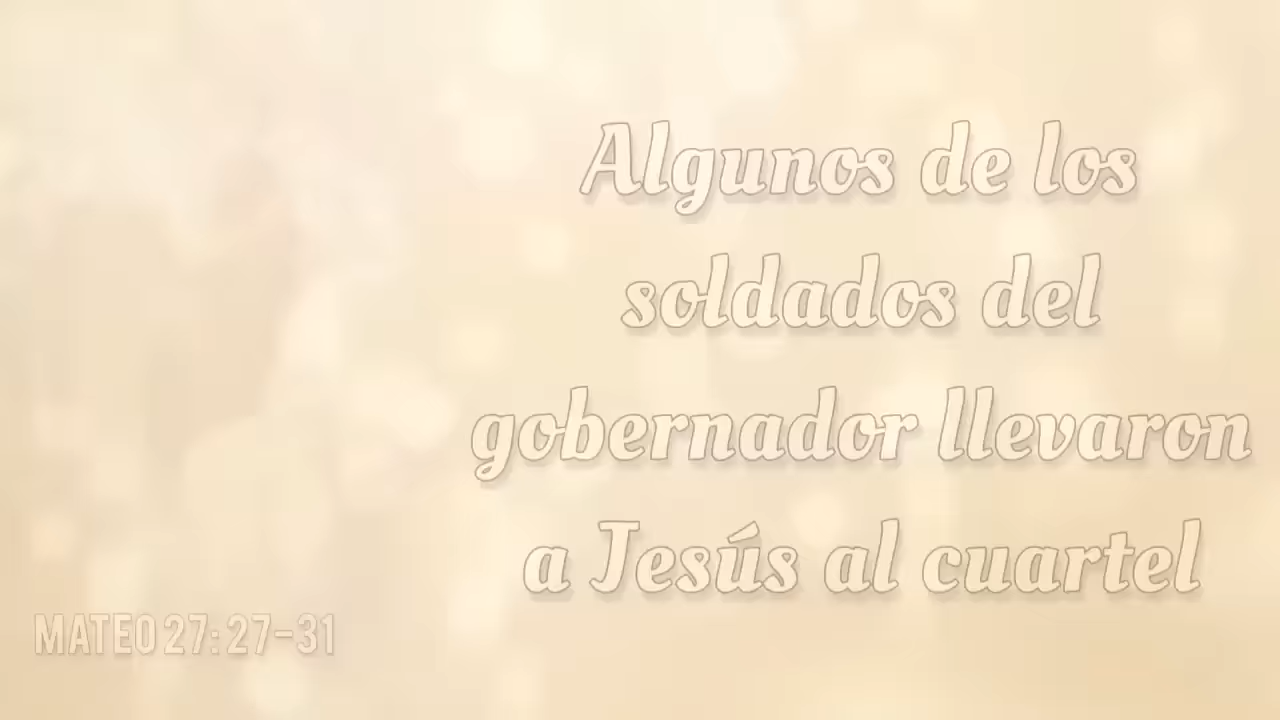 Algunos de los
soldados del
gobernador llevaron
a Jesús al cuartel
MATEO 27:27-31